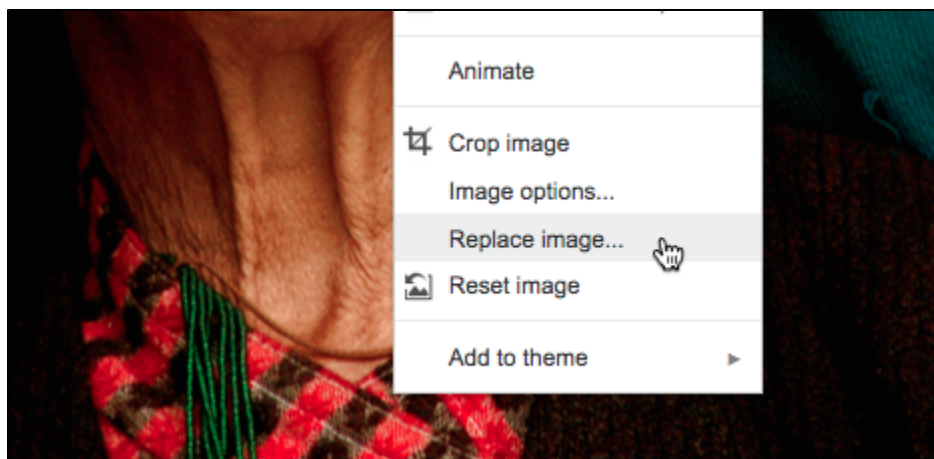 Animate
Crop image
Image options...
Replace image...
Reset image
Add to theme